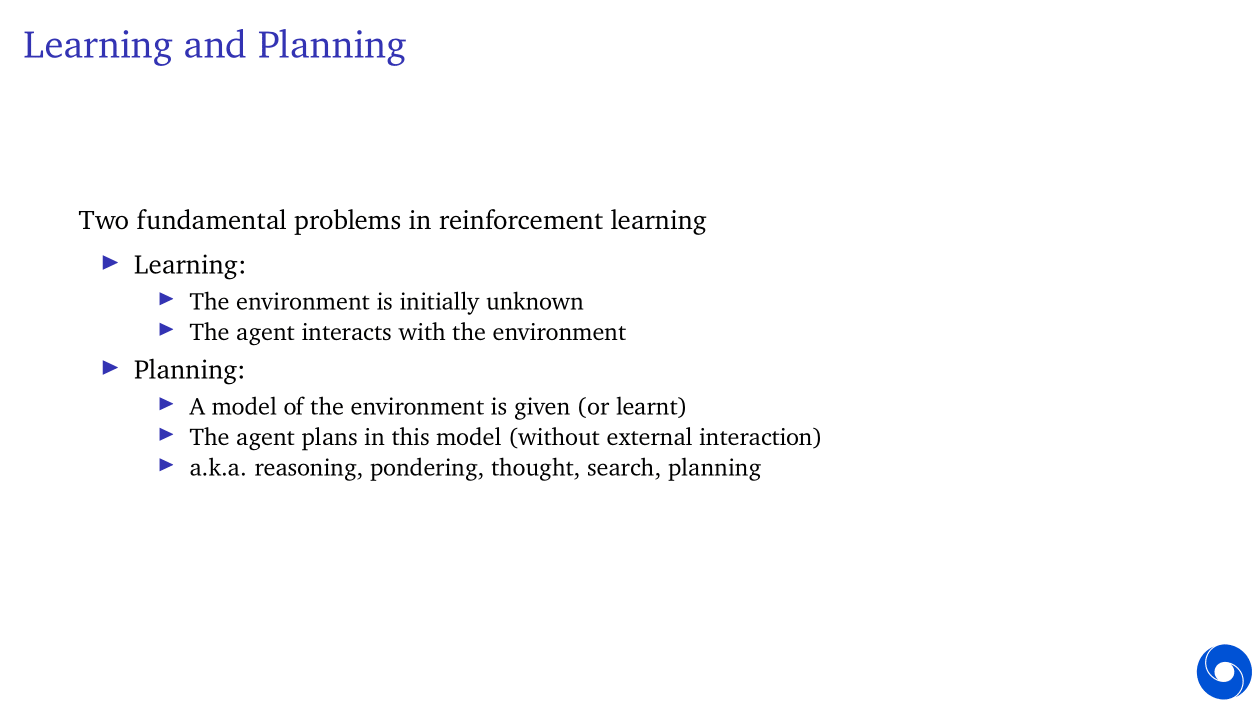 Learning and Planning
Two fundamental problems in reinforcement learning
Learning:
The environment is initially unknown
The agent interacts with the environment
Planning:
A model of the environment is given (or learnt)
The agent plans in this model (without external interaction)
a.k.a. reasoning, pondering, thought, search, planning